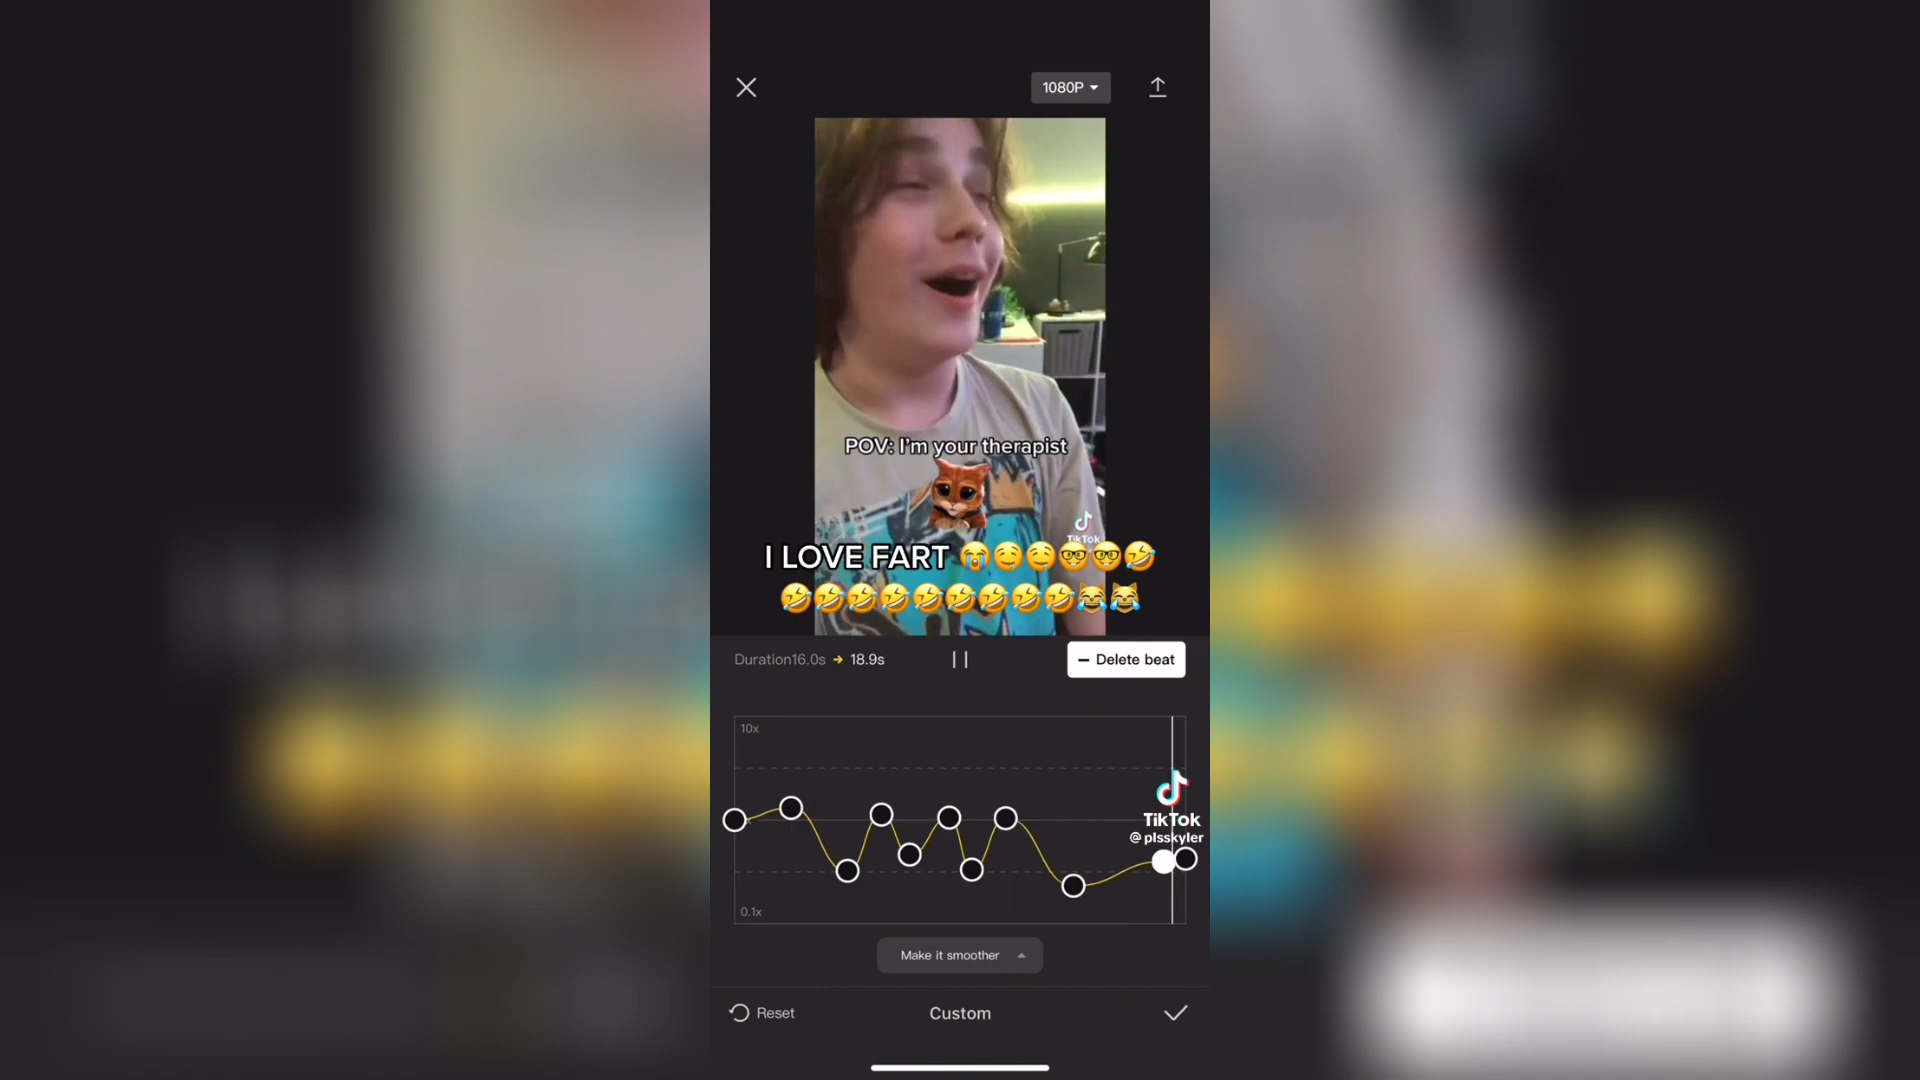 1080P
POV: I'm your therapist
TikTok
I LOVE FART 😭🤤🤤🤓🤓🤣
🤣🤣🤣🤣🤣🤣🤣🤣🤣😹😹
Duration16.0s → 18.9s
Delete beat
10x
TikTok
@plsskyler
0.1x
Make it smoother
Reset
Custom